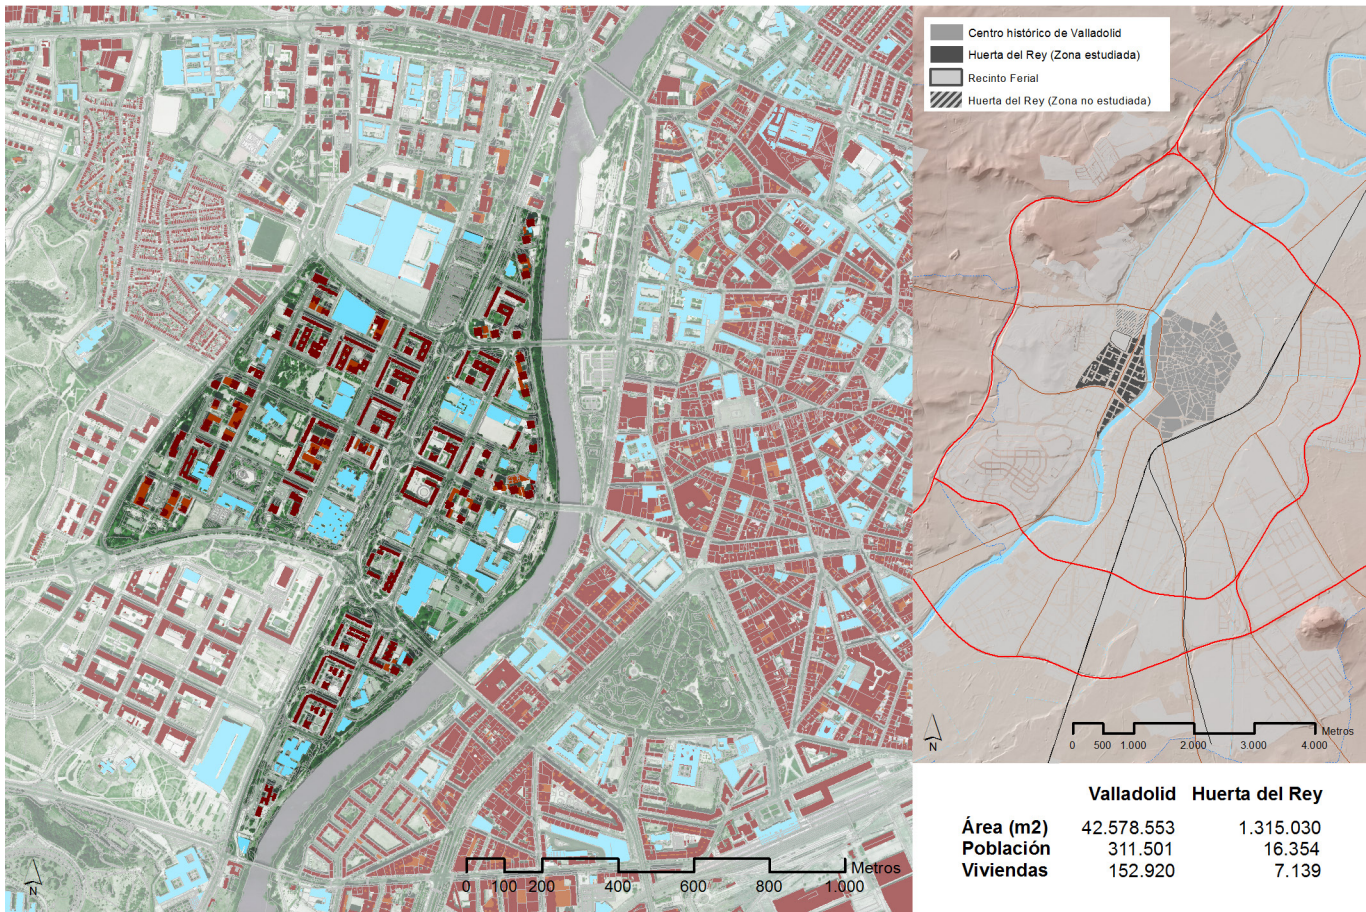 Centro histórico de Valladolid
Huerta del Rey (Zona estudiada)
Recinto Ferial
Huerta del Rey (Zona no estudiada)
N
0 500 1.000 2.000 3.000 4.000 Metros
N
0 100 200 400 600 800 1.000 Metros
Valladolid Huerta del Rey
Área (m2) 42.578.553 1.315.030
Población 311.501 16.354
Viviendas 152.920 7.139